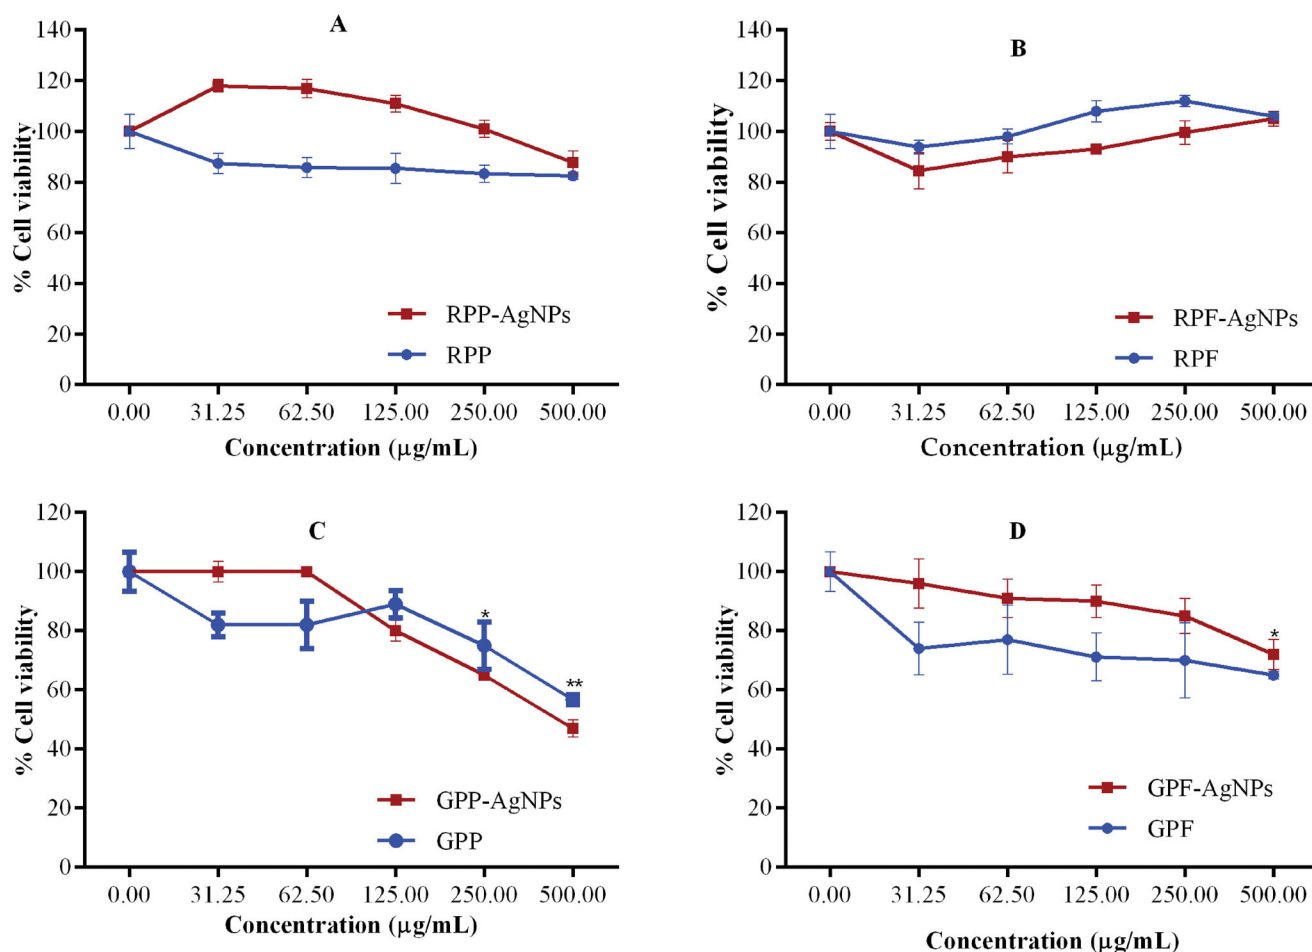 A
% Cell viability
140
120
100
80
60
40
20
0
RPP-AgNPs
RPP
0.00 31.25 62.50 125.00 250.00 500.00
Concentration (μg/mL)
B
% Cell viability
140
120
100
80
60
40
20
0
RPF-AgNPs
RPF
0.00 31.25 62.50 125.00 250.00 500.00
Concentration (μg/mL)
C
% Cell viability
120
100
80
60
40
20
0
*
**
GPP-AgNPs
GPP
0.00 31.25 62.50 125.00 250.00 500.00
Concentration (μg/mL)
D
% Cell viability
120
100
80
60
40
20
0
*
GPF-AgNPs
GPF
0.00 31.25 62.50 125.00 250.00 500.00
Concentration (μg/mL)